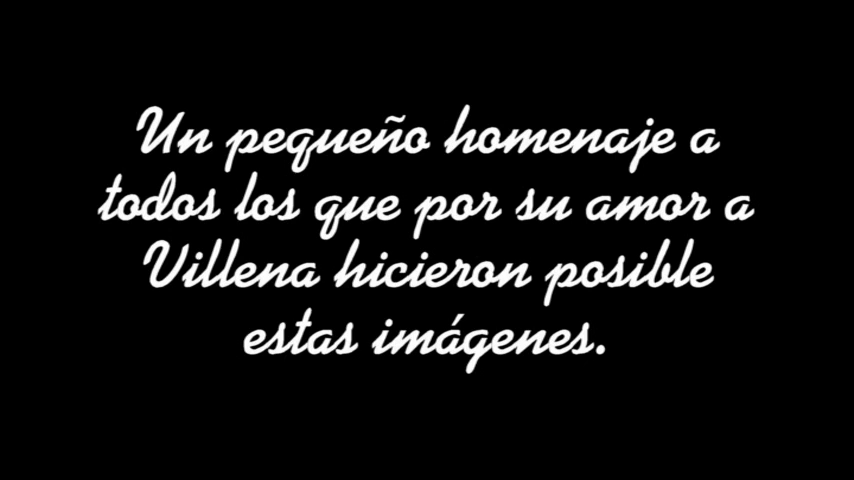 Un pequeño homenaje a
todos los que por su amor a
Villena hicieron posible
estas imágenes.